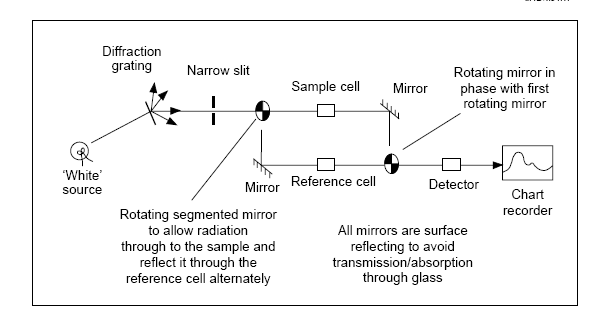 Diffraction
grating
Narrow slit
Sample cell
Mirror
Rotating mirror in
phase with first
rotating mirror
'White'
source
Mirror
Reference cell
Detector
Chart
recorder
Rotating segmented mirror
to allow radiation
through to the sample and
reflect it through the
reference cell alternately
All mirrors are surface
reflecting to avoid
transmission/absorption
through glass